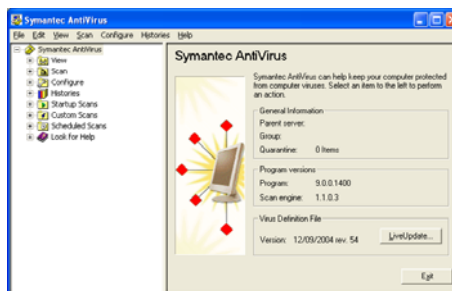 Symantec AntiVirus
File Edit View Scan Configure Histories Help
Symantec AntiVirus
View
Scan
Configure
Histories
Startup Scans
Custom Scans
Scheduled Scans
Look for Help
Symantec AntiVirus
Symantec AntiVirus can help keep your computer protected
from computer viruses. Select an item to the left to perform
an action.
General Information
Parent server:
Group:
Quarantine: 0 Items
Program versions
Program: 9.0.0.1400
Scan engine: 1.1.0.3
Virus Definition File
Version: 12/09/2004 rev. 54
LiveUpdate...
Exit